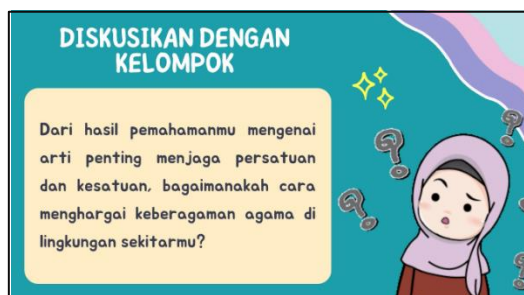 DISKUSIKAN DENGAN
KELOMPOK
Dari hasil pemahamanmu mengenai
arti penting menjaga persatuan
dan kesatuan, bagaimanakah cara
menghargai keberagaman agama di
lingkungan sekitarmu?